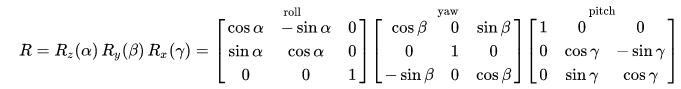 roll yaw pitch
R = R_z(α) R_y(β) R_x(γ) = [cos α −sin α 0; sin α cos α 0; 0 0 1] [cos β 0 sin β; 0 1 0; −sin β 0 cos β] [1 0 0; 0 cos γ −sin γ; 0 sin γ cos γ]